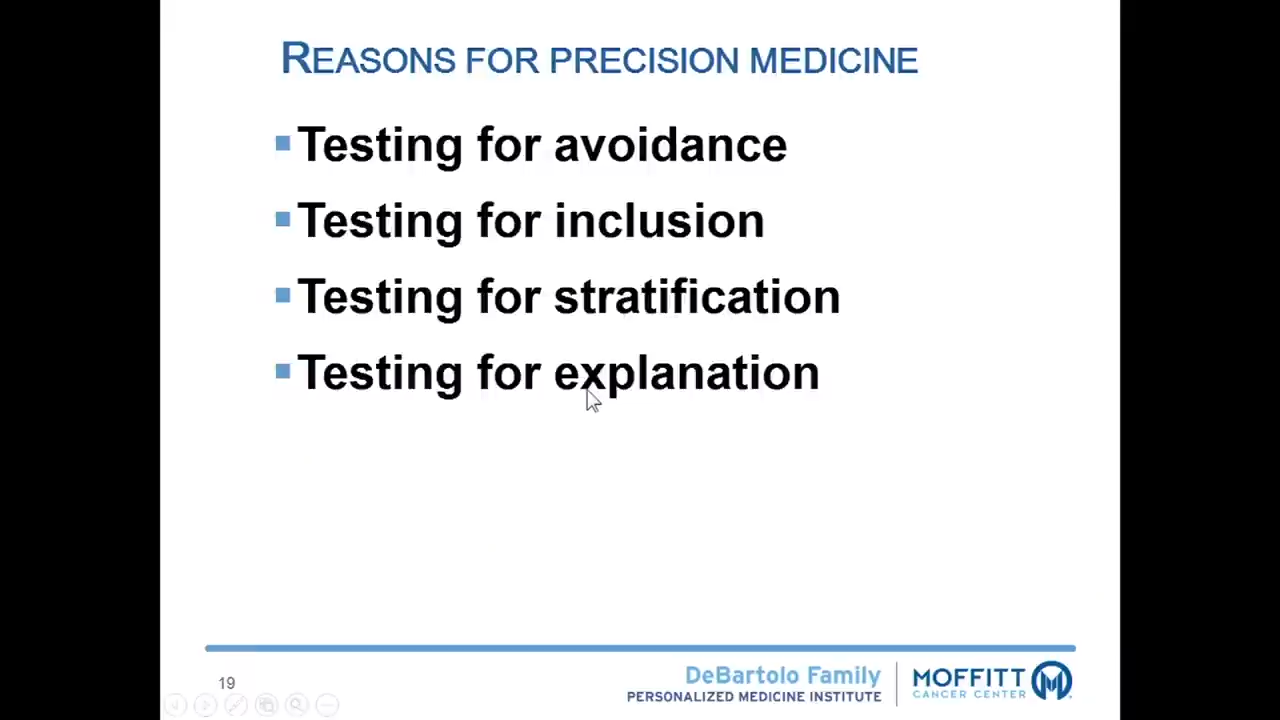 REASONS FOR PRECISION MEDICINE
Testing for avoidance
Testing for inclusion
Testing for stratification
Testing for explanation
19
DeBartolo Family
PERSONALIZED MEDICINE INSTITUTE
MOFFITT
CANCER CENTER